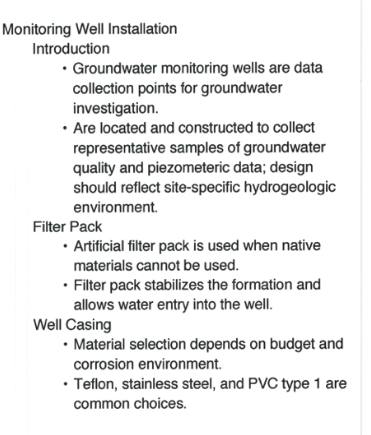 Monitoring Well Installation
Introduction
• Groundwater monitoring wells are data
collection points for groundwater
investigation.
• Are located and constructed to collect
representative samples of groundwater
quality and piezometeric data; design
should reflect site-specific hydrogeologic
environment.
Filter Pack
• Artificial filter pack is used when native
materials cannot be used.
• Filter pack stabilizes the formation and
allows water entry into the well.
Well Casing
• Material selection depends on budget and
corrosion environment.
• Teflon, stainless steel, and PVC type 1 are
common choices.